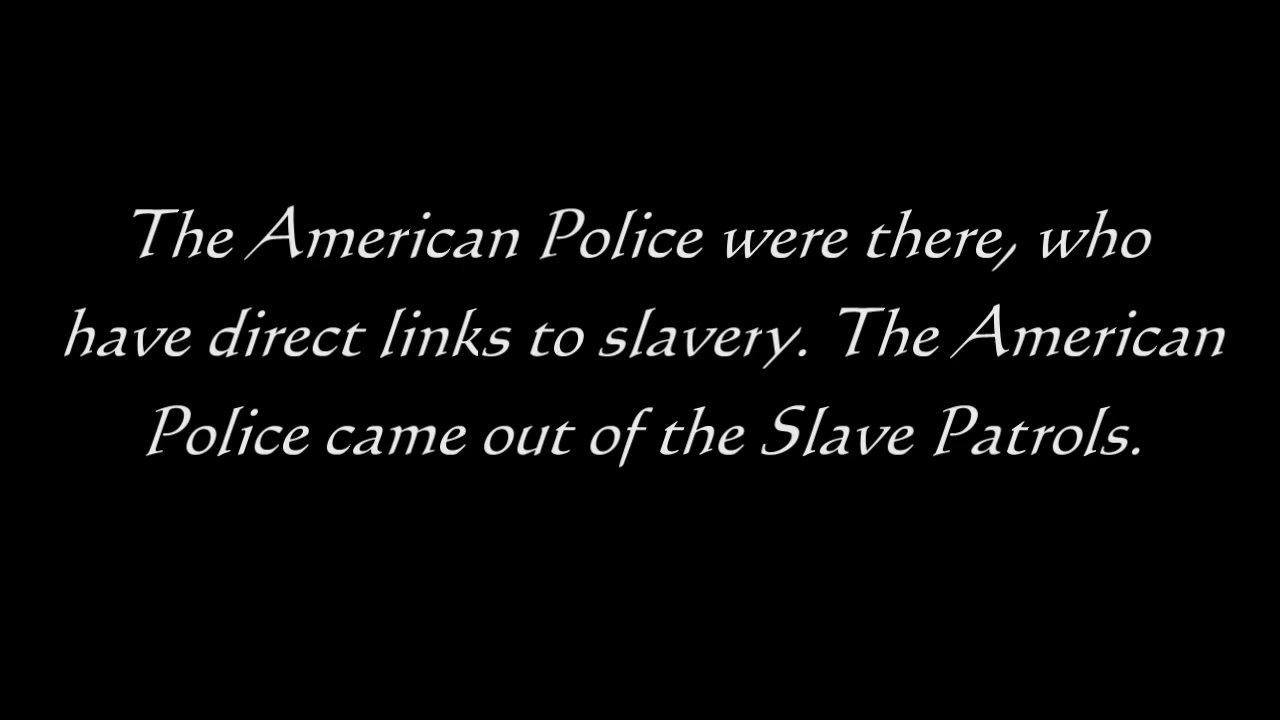 The American Police were there, who
have direct links to slavery. The American
Police came out of the Slave Patrols.